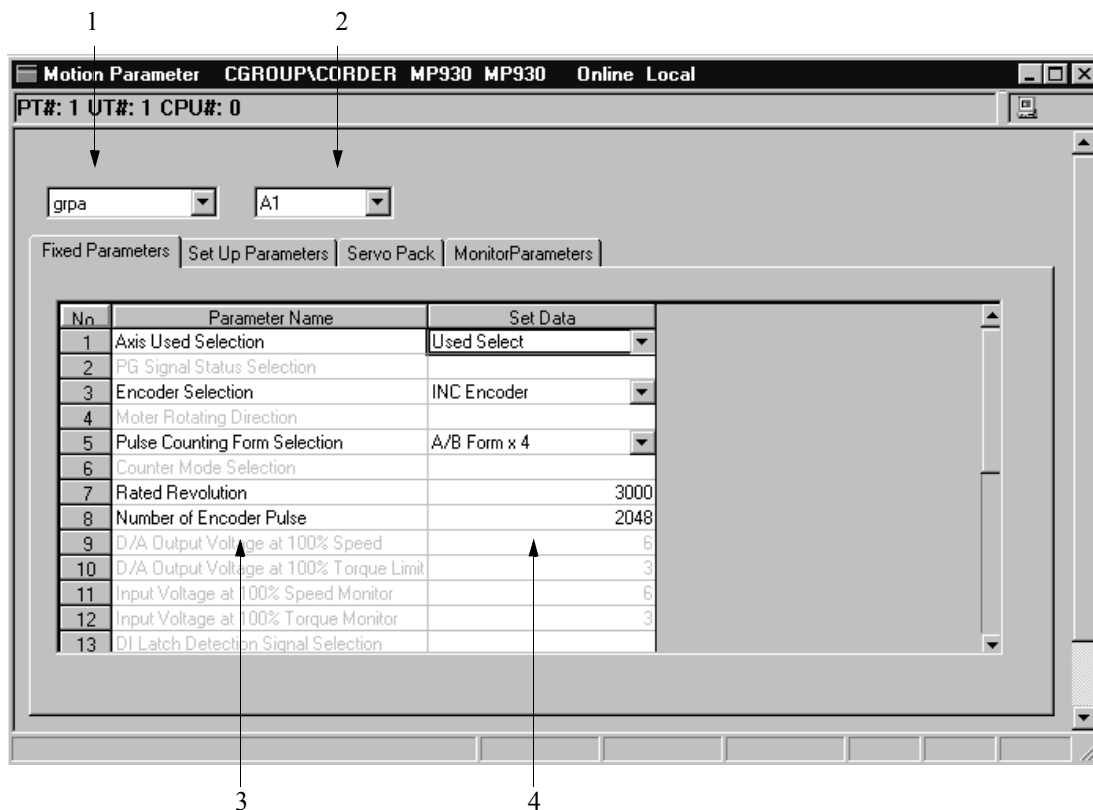 1 2
Motion Parameter CGROUP\CORDER MP930 MP930 Online Local
PT#: 1 UT#: 1 CPU#: 0
grpa A1
Fixed Parameters Set Up Parameters Servo Pack MonitorParameters
No Parameter Name Set Data
1 Axis Used Selection Used Select
2 PG Signal Status Selection
3 Encoder Selection INC Encoder
4 Moter Rotating Direction
5 Pulse Counting Form Selection A/B Form x 4
6 Counter Mode Selection
7 Rated Revolution 3000
8 Number of Encoder Pulse 2048
9 D/A Output Voltage at 100% Speed 6
10 D/A Output Voltage at 100% Torque Limit 3
11 Input Voltage at 100% Speed Monitor 6
12 Input Voltage at 100% Torque Monitor 3
13 DI Latch Detection Signal Selection
3 4